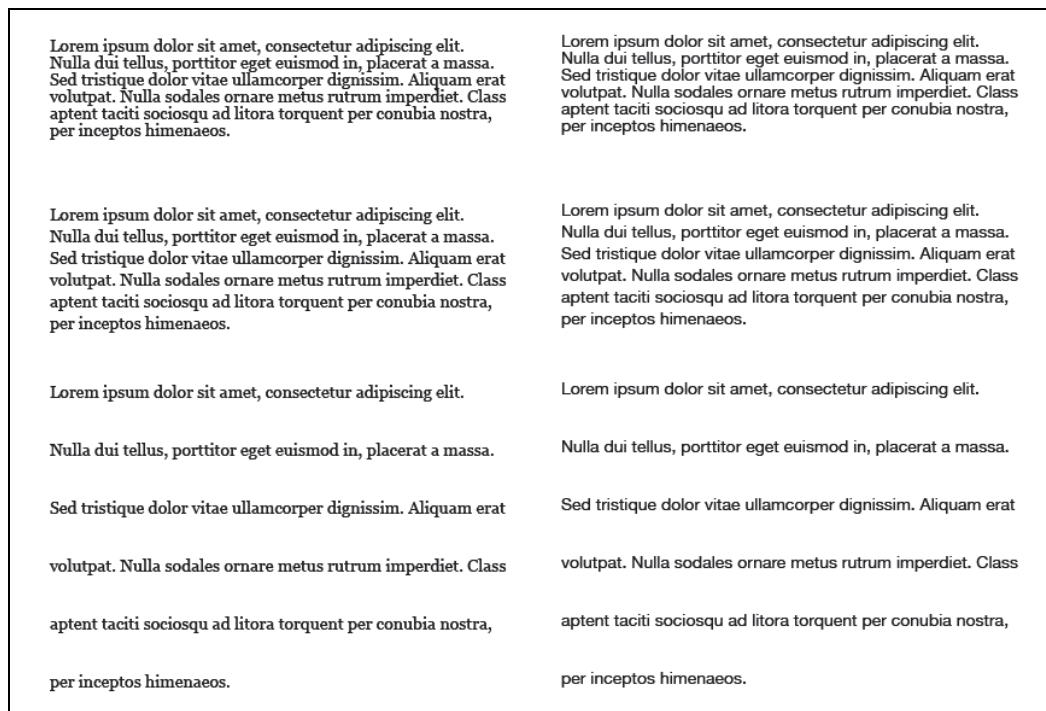 Lorem ipsum dolor sit amet, consectetur adipiscing elit.
Nulla dui tellus, porttitor eget euismod in, placerat a massa.
Sed tristique dolor vitae ullamcorper dignissim. Aliquam erat
volutpat. Nulla sodales ornare metus rutrum imperdiet. Class
aptent taciti sociosqu ad litora torquent per conubia nostra,
per inceptos himenaeos.
Lorem ipsum dolor sit amet, consectetur adipiscing elit.
Nulla dui tellus, porttitor eget euismod in, placerat a massa.
Sed tristique dolor vitae ullamcorper dignissim. Aliquam erat
volutpat. Nulla sodales ornare metus rutrum imperdiet. Class
aptent taciti sociosqu ad litora torquent per conubia nostra,
per inceptos himenaeos.
Lorem ipsum dolor sit amet, consectetur adipiscing elit.
Nulla dui tellus, porttitor eget euismod in, placerat a massa.
Sed tristique dolor vitae ullamcorper dignissim. Aliquam erat
volutpat. Nulla sodales ornare metus rutrum imperdiet. Class
aptent taciti sociosqu ad litora torquent per conubia nostra,
per inceptos himenaeos.
Lorem ipsum dolor sit amet, consectetur adipiscing elit.
Nulla dui tellus, porttitor eget euismod in, placerat a massa.
Sed tristique dolor vitae ullamcorper dignissim. Aliquam erat
volutpat. Nulla sodales ornare metus rutrum imperdiet. Class
aptent taciti sociosqu ad litora torquent per conubia nostra,
per inceptos himenaeos.
Lorem ipsum dolor sit amet, consectetur adipiscing elit.
Nulla dui tellus, porttitor eget euismod in, placerat a massa.
Sed tristique dolor vitae ullamcorper dignissim. Aliquam erat
volutpat. Nulla sodales ornare metus rutrum imperdiet. Class
aptent taciti sociosqu ad litora torquent per conubia nostra,
per inceptos himenaeos.
Lorem ipsum dolor sit amet, consectetur adipiscing elit.
Nulla dui tellus, porttitor eget euismod in, placerat a massa.
Sed tristique dolor vitae ullamcorper dignissim. Aliquam erat
volutpat. Nulla sodales ornare metus rutrum imperdiet. Class
aptent taciti sociosqu ad litora torquent per conubia nostra,
per inceptos himenaeos.